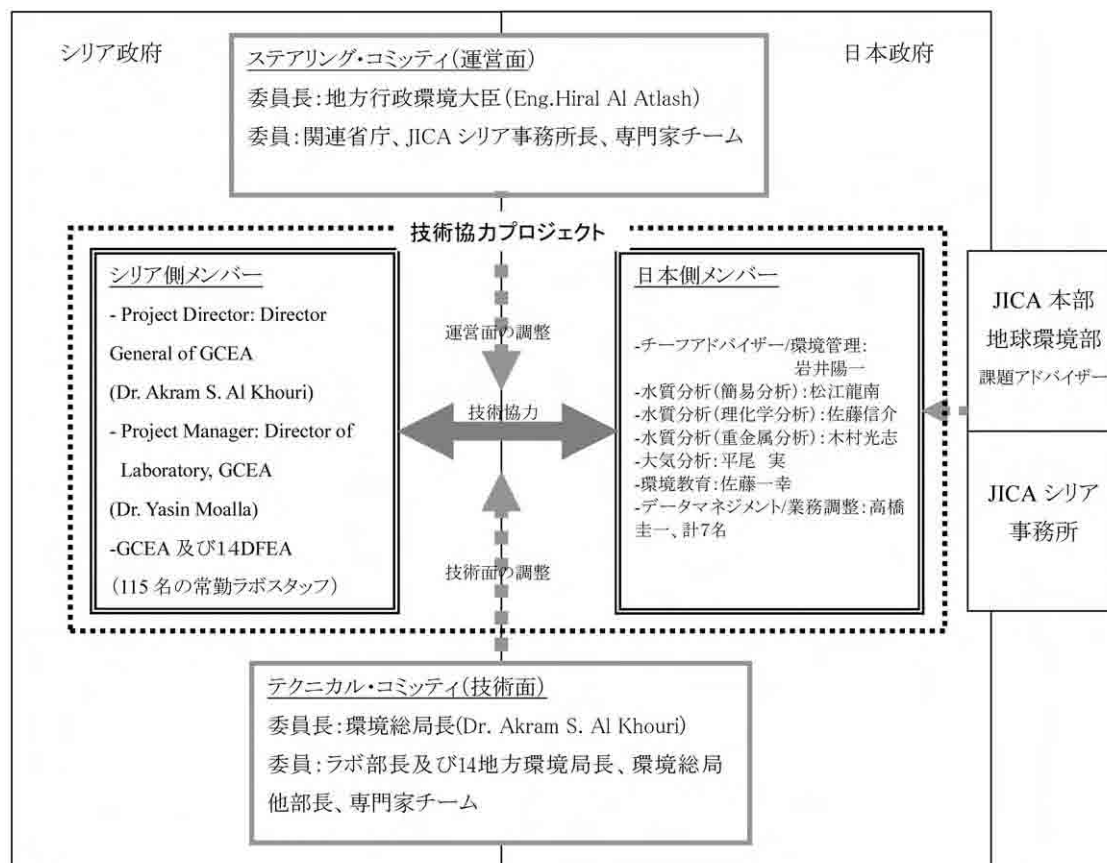 シリア政府
日本政府
ステアリング・コミッティ(運営面)
委員長:地方行政環境大臣(Eng.Hiral Al Atlash)
委員:関連省庁、JICA シリア事務所長、専門家チーム
技術協力プロジェクト
シリア側メンバー
- Project Director: Director
General of GCEA
(Dr. Akram S. Al Khouri)
- Project Manager: Director of
Laboratory, GCEA
(Dr. Yasin Moalla)
-GCEA 及び14DFEA
(115 名の常勤ラボスタッフ)
運営面の調整
技術協力
技術面の調整
日本側メンバー
-チーフアドバイザー/環境管理:
岩井陽一
-水質分析(簡易分析):松江龍南
-水質分析(理化学分析):佐藤信介
-水質分析(重金属分析):木村光志
-大気分析:平尾 実
-環境教育:佐藤一幸
-データマネジメント/業務調整:高橋
圭一、計7名
JICA 本部
地球環境部
課題アドバイザー
JICA シリア
事務所
テクニカル・コミッティ(技術面)
委員長:環境総局長(Dr. Akram S. Al Khouri)
委員:ラボ部長及び14地方環境局長、環境総局
他部長、専門家チーム